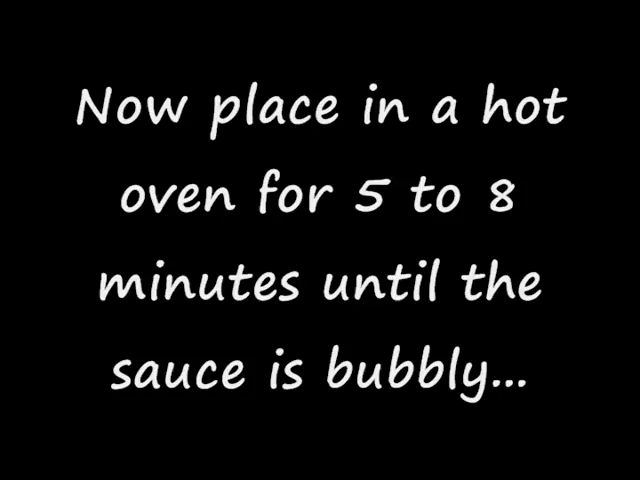 Now place in a hot
oven for 5 to 8
minutes until the
sauce is bubbly...